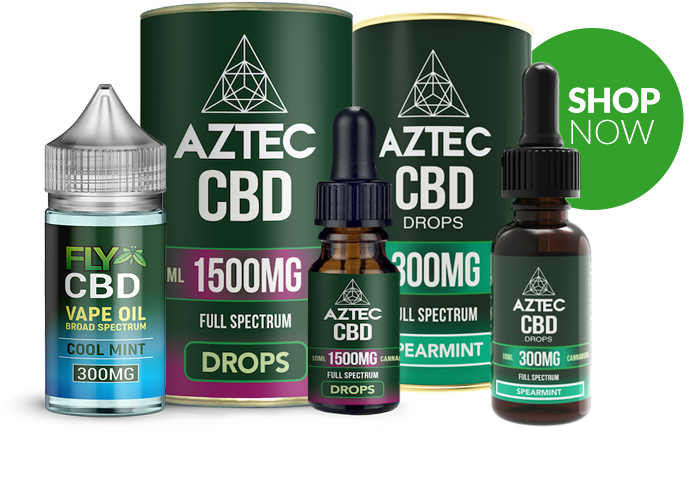 FLY
CBD
VAPE OIL
BROAD SPECTRUM
COOL MINT
300MG
AZTEC
CBD
ML 1500MG
FULL SPECTRUM
DROPS
AZTEC
CBD
10ML 1500MG
FULL SPECTRUM
DROPS
AZTEC
CBD
DROPS
300MG
FULL SPECTRUM
SPEARMINT
AZTEC
CBD
DROPS
10ML 300MG
FULL SPECTRUM
SPEARMINT
SHOP
NOW